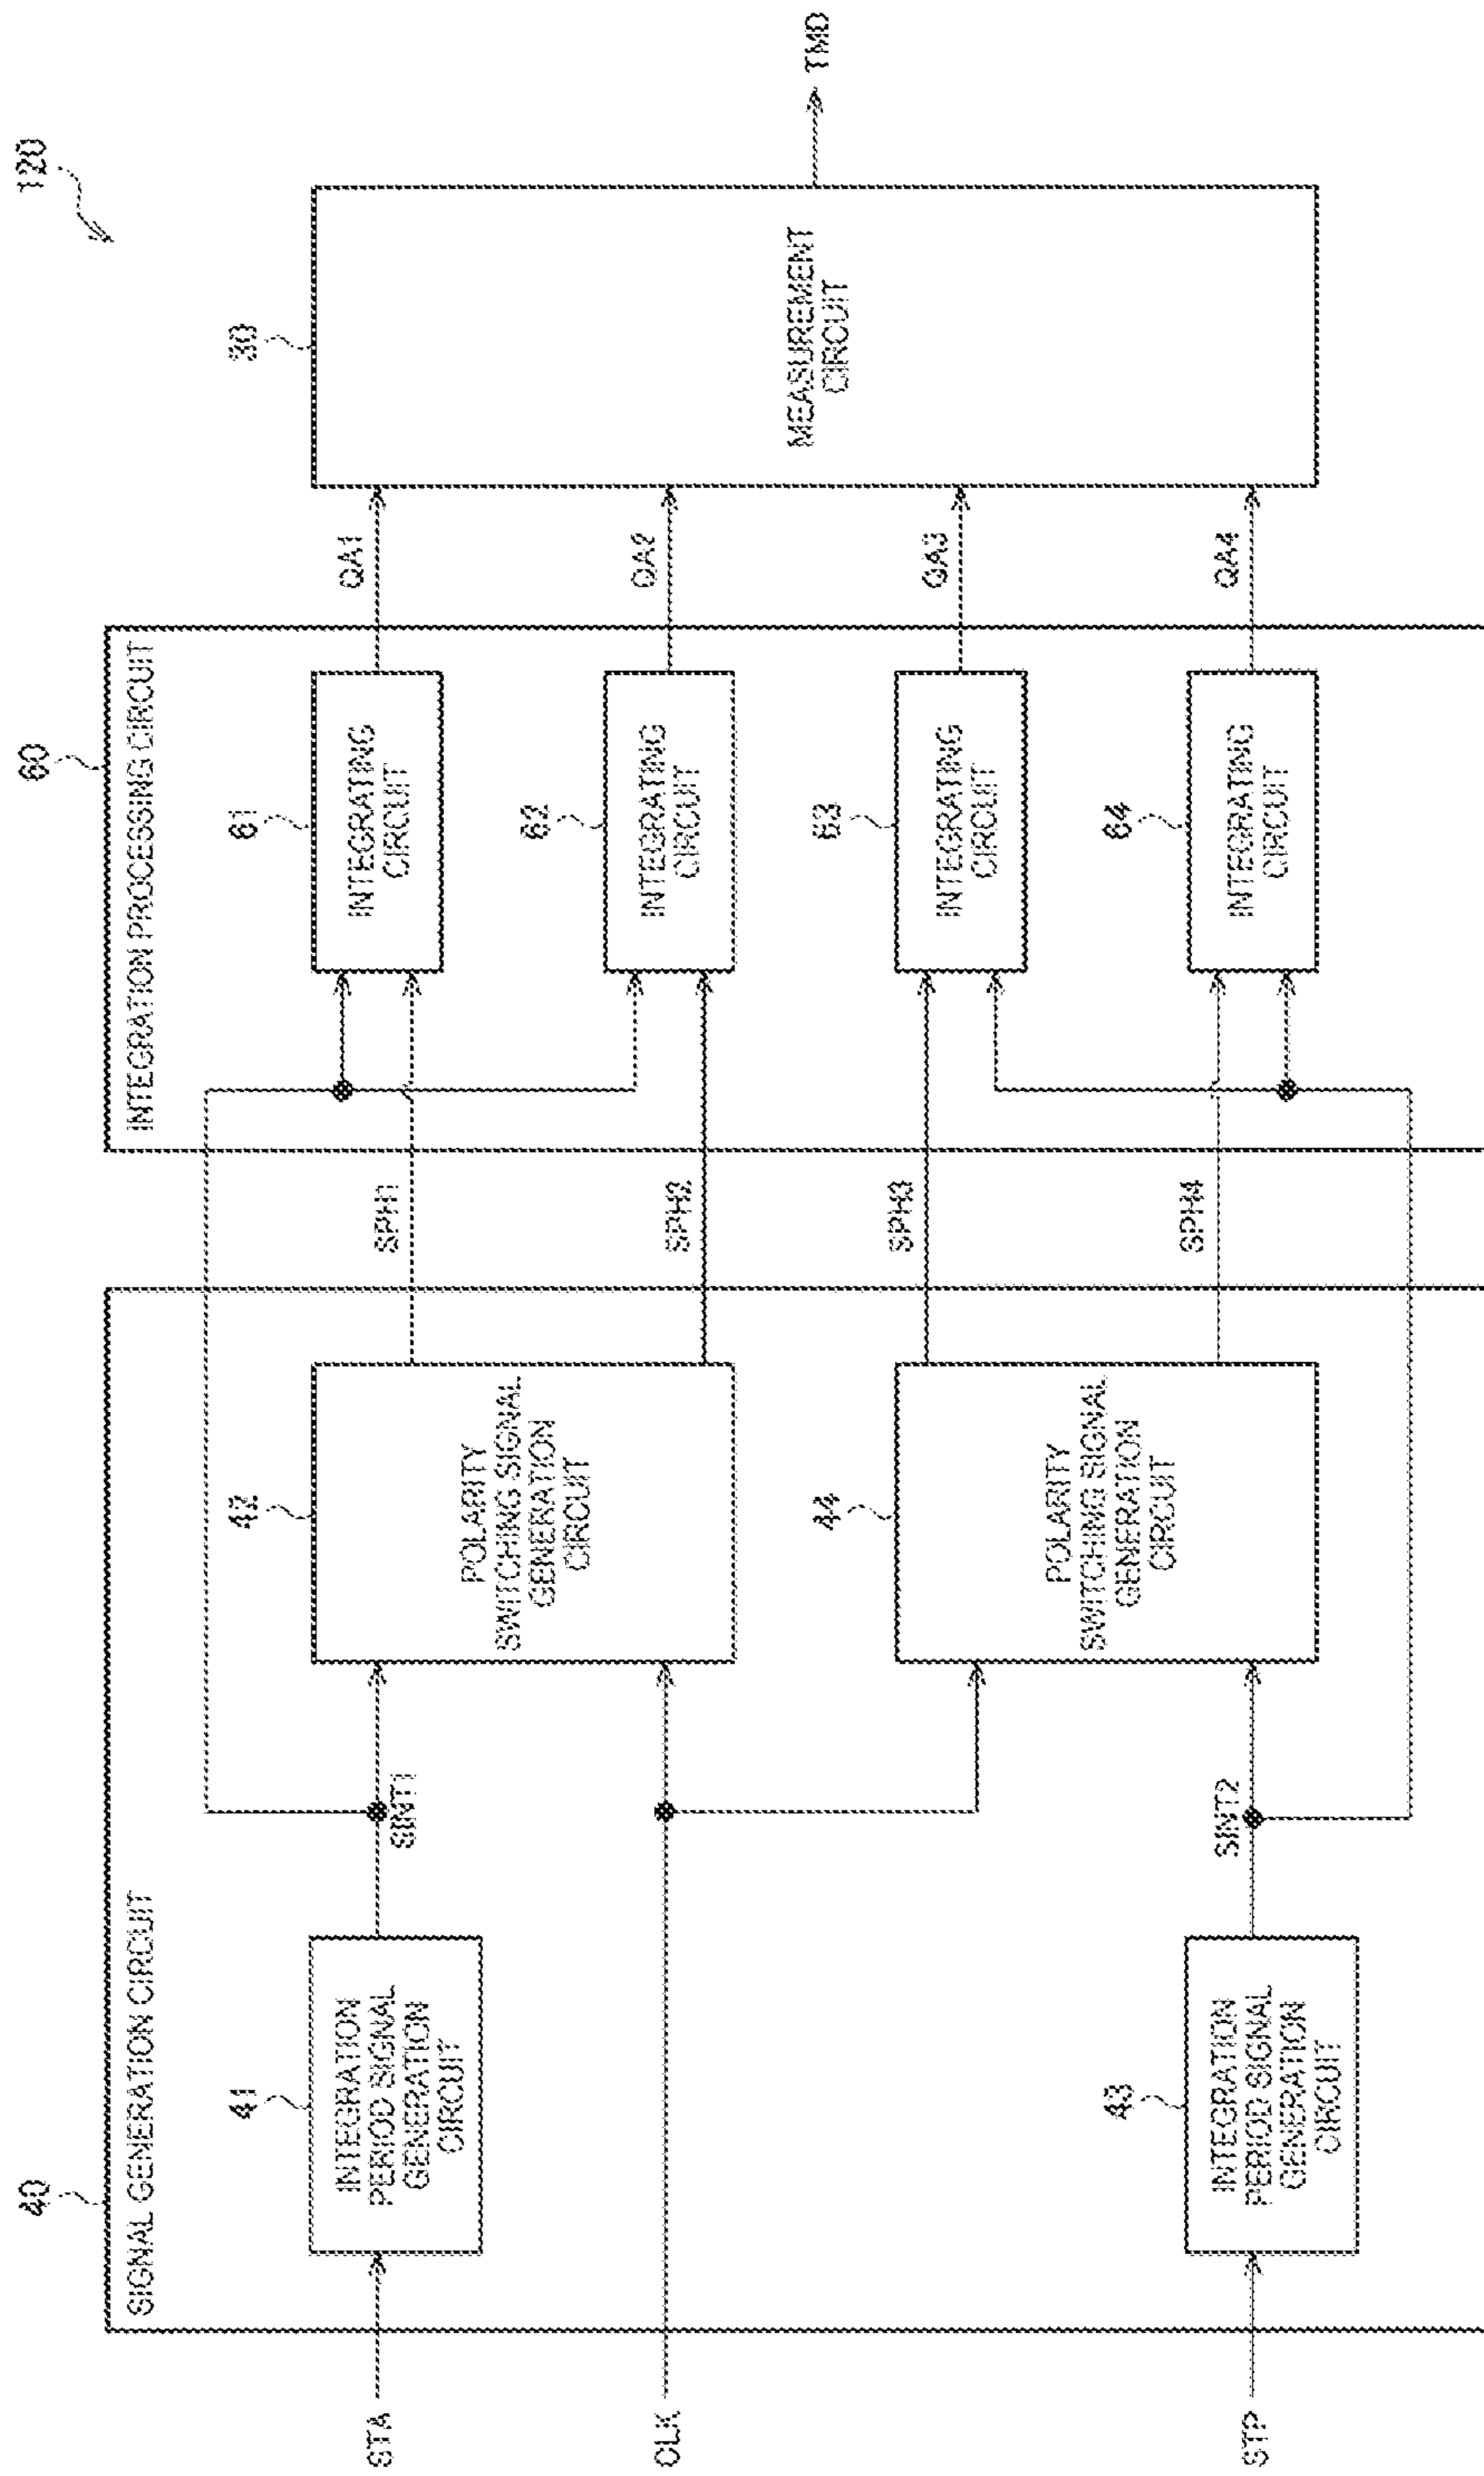 120
40
SIGNAL GENERATION CIRCUIT
60
INTEGRATION PROCESSING CIRCUIT
STA
41
INTEGRATION
PERIOD SIGNAL
GENERATION
CIRCUIT
SINT1
42
POLARITY
SWITCHING SIGNAL
GENERATION
CIRCUIT
SPH1
SPH2
61
INTEGRATING
CIRCUIT
QA1
62
INTEGRATING
CIRCUIT
QA2
30
MEASUREMENT
CIRCUIT
TMD
CLK
44
POLARITY
SWITCHING SIGNAL
GENERATION
CIRCUIT
SPH3
SPH4
63
INTEGRATING
CIRCUIT
QA3
64
INTEGRATING
CIRCUIT
QA4
STP
43
INTEGRATION
PERIOD SIGNAL
GENERATION
CIRCUIT
SINT2